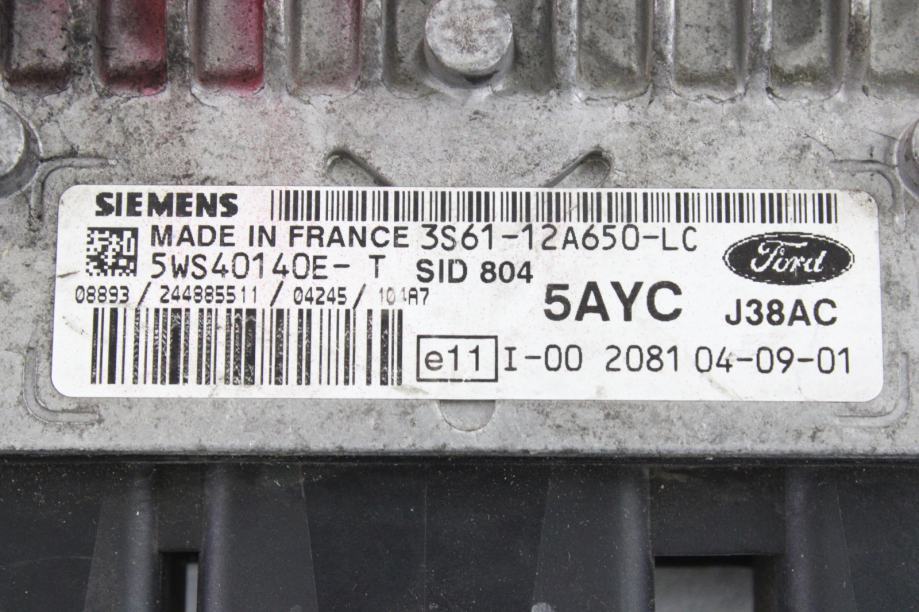 SIEMENS
MADE IN FRANCE 3S61-12A650-LC
5WS40140E- T SID 804
Ford
08893 / 244885511 / 04245 / 101A7
5AYC J38AC
e11 I-00 2081 04-09-01